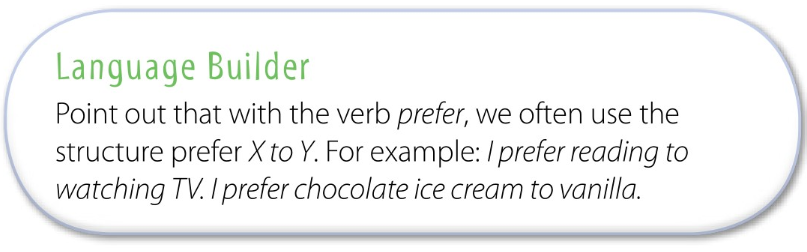 Language Builder
Point out that with the verb prefer, we often use the
structure prefer X to Y. For example: I prefer reading to
watching TV. I prefer chocolate ice cream to vanilla.